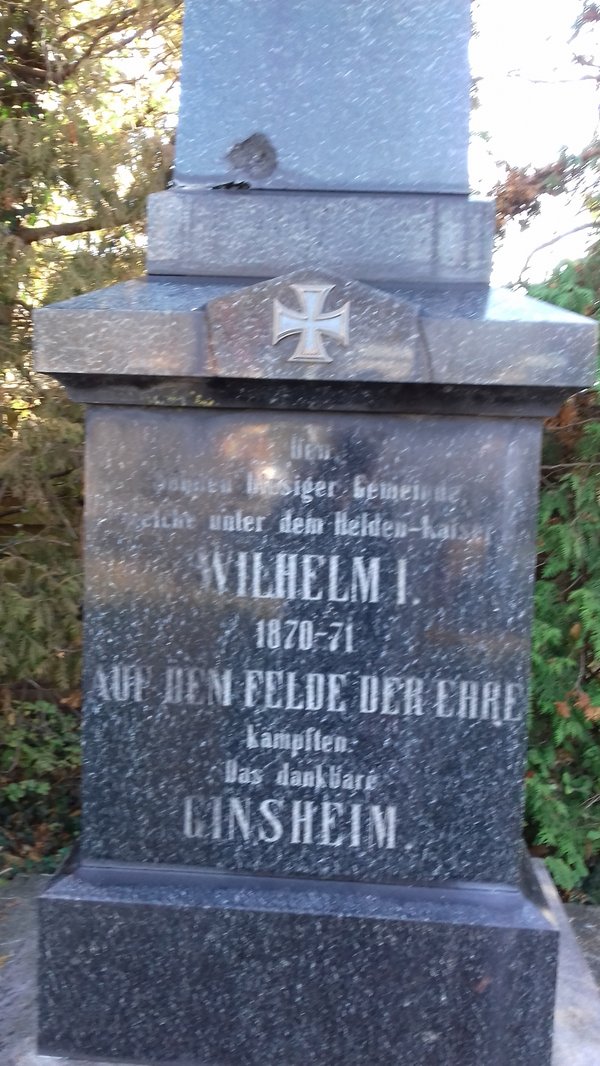 Den
Söhnen hiesiger Gemeinde
welche unter dem Helden-Kaiser
WILHELM I.
1870-71
AUF DEM FELDE DER EHRE
kämpften.
Das dankbare
GINSHEIM.